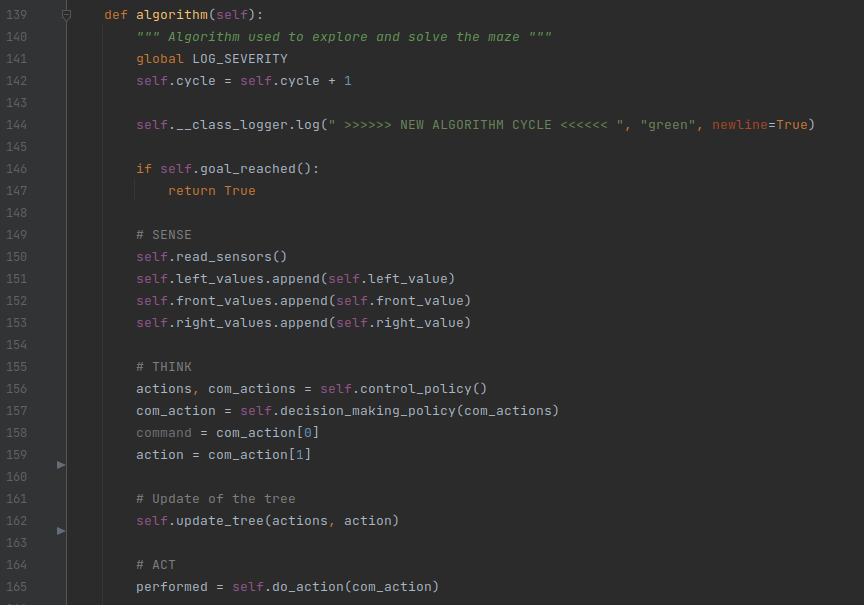 139 def algorithm(self):
140 """ Algorithm used to explore and solve the maze """
141 global LOG_SEVERITY
142 self.cycle = self.cycle + 1
143
144 self.__class_logger.log(" >>>>>> NEW ALGORITHM CYCLE <<<<<< ", "green", newline=True)
145
146 if self.goal_reached():
147 return True
148
149 # SENSE
150 self.read_sensors()
151 self.left_values.append(self.left_value)
152 self.front_values.append(self.front_value)
153 self.right_values.append(self.right_value)
154
155 # THINK
156 actions, com_actions = self.control_policy()
157 com_action = self.decision_making_policy(com_actions)
158 command = com_action[0]
159 action = com_action[1]
160
161 # Update of the tree
162 self.update_tree(actions, action)
163
164 # ACT
165 performed = self.do_action(com_action)